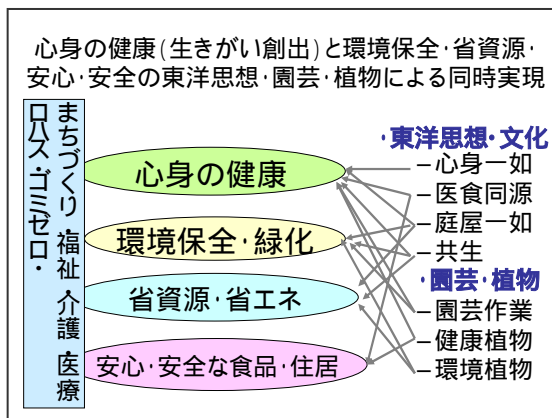 心身の健康(生きがい創出)と環境保全・省資源・
安心・安全の東洋思想・園芸・植物による同時実現
まちづくり・福祉・介護・医療
ロハス・ゴミゼロ・
心身の健康
環境保全・緑化
省資源・省エネ
安心・安全な食品・住居
・東洋思想・文化
–心身一如
–医食同源
–庭屋一如
–共生
・園芸・植物
–園芸作業
–健康植物
–環境植物